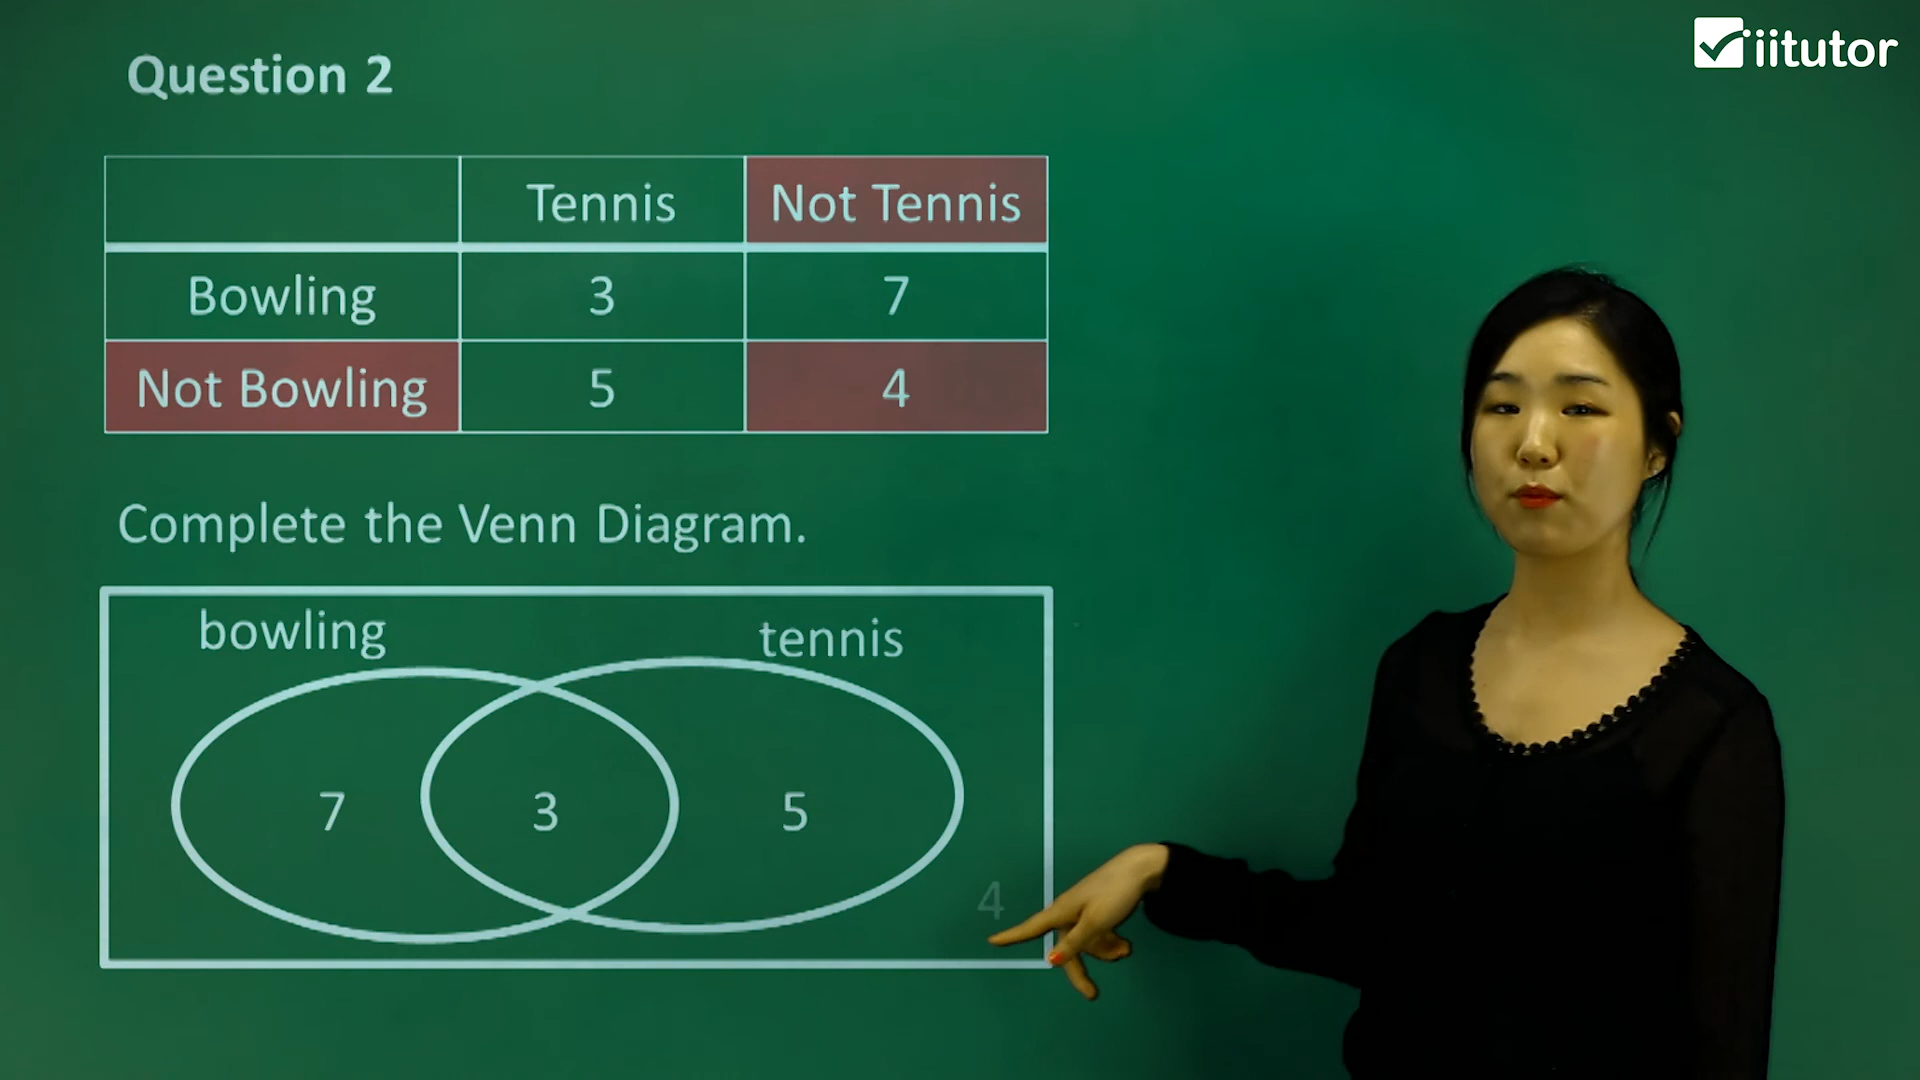 iitutor
Question 2
Tennis Not Tennis
Bowling 3 7
Not Bowling 5 4
Complete the Venn Diagram.
bowling tennis
7 3 5
4